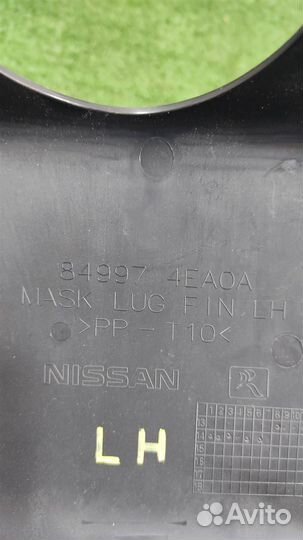 84997 4EA0A
MASK LUG FIN LH
>PP-T10<
NISSAN
LH
Avito